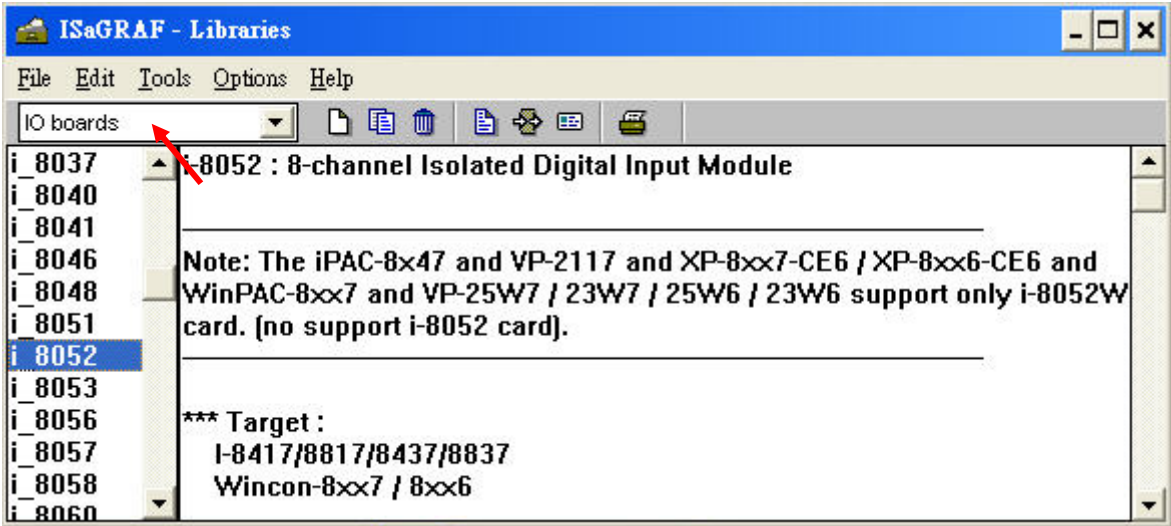 ISaGRAF - Libraries
File Edit Tools Options Help
IO boards
i_8037
i_8040
i_8041
i_8046
i_8048
i_8051
i_8052
i_8053
i_8056
i_8057
i_8058
i_8060
i-8052 : 8-channel Isolated Digital Input Module
Note: The iPAC-8x47 and VP-2117 and XP-8xx7-CE6 / XP-8xx6-CE6 and
WinPAC-8xx7 and VP-25W7 / 23W7 / 25W6 / 23W6 support only i-8052W
card. (no support i-8052 card).
*** Target :
I-8417/8817/8437/8837
Wincon-8xx7 / 8xx6